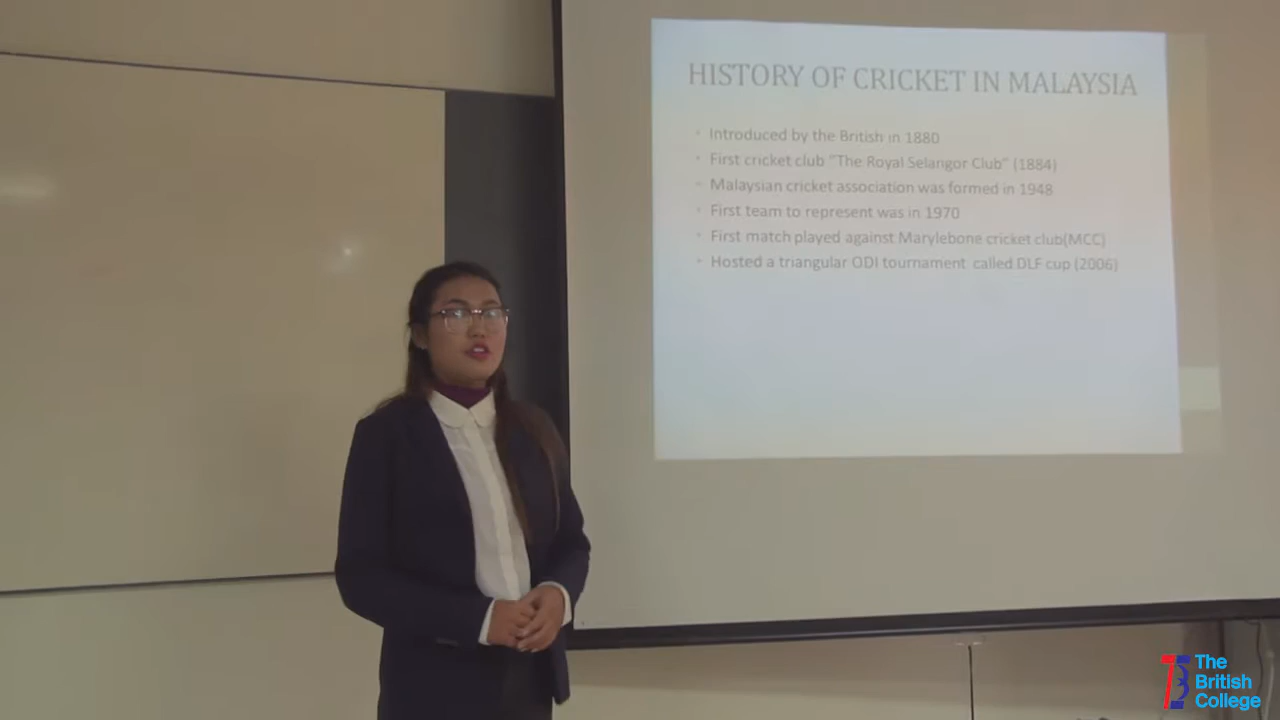 HISTORY OF CRICKET IN MALAYSIA
• Introduced by the British in 1880
• First cricket club "The Royal Selangor Club" (1884)
• Malaysian cricket association was formed in 1948
• First team to represent was in 1970
• First match played against Marylebone cricket club(MCC)
• Hosted a triangular ODI tournament called DLF cup (2006)
TB
The
British
College